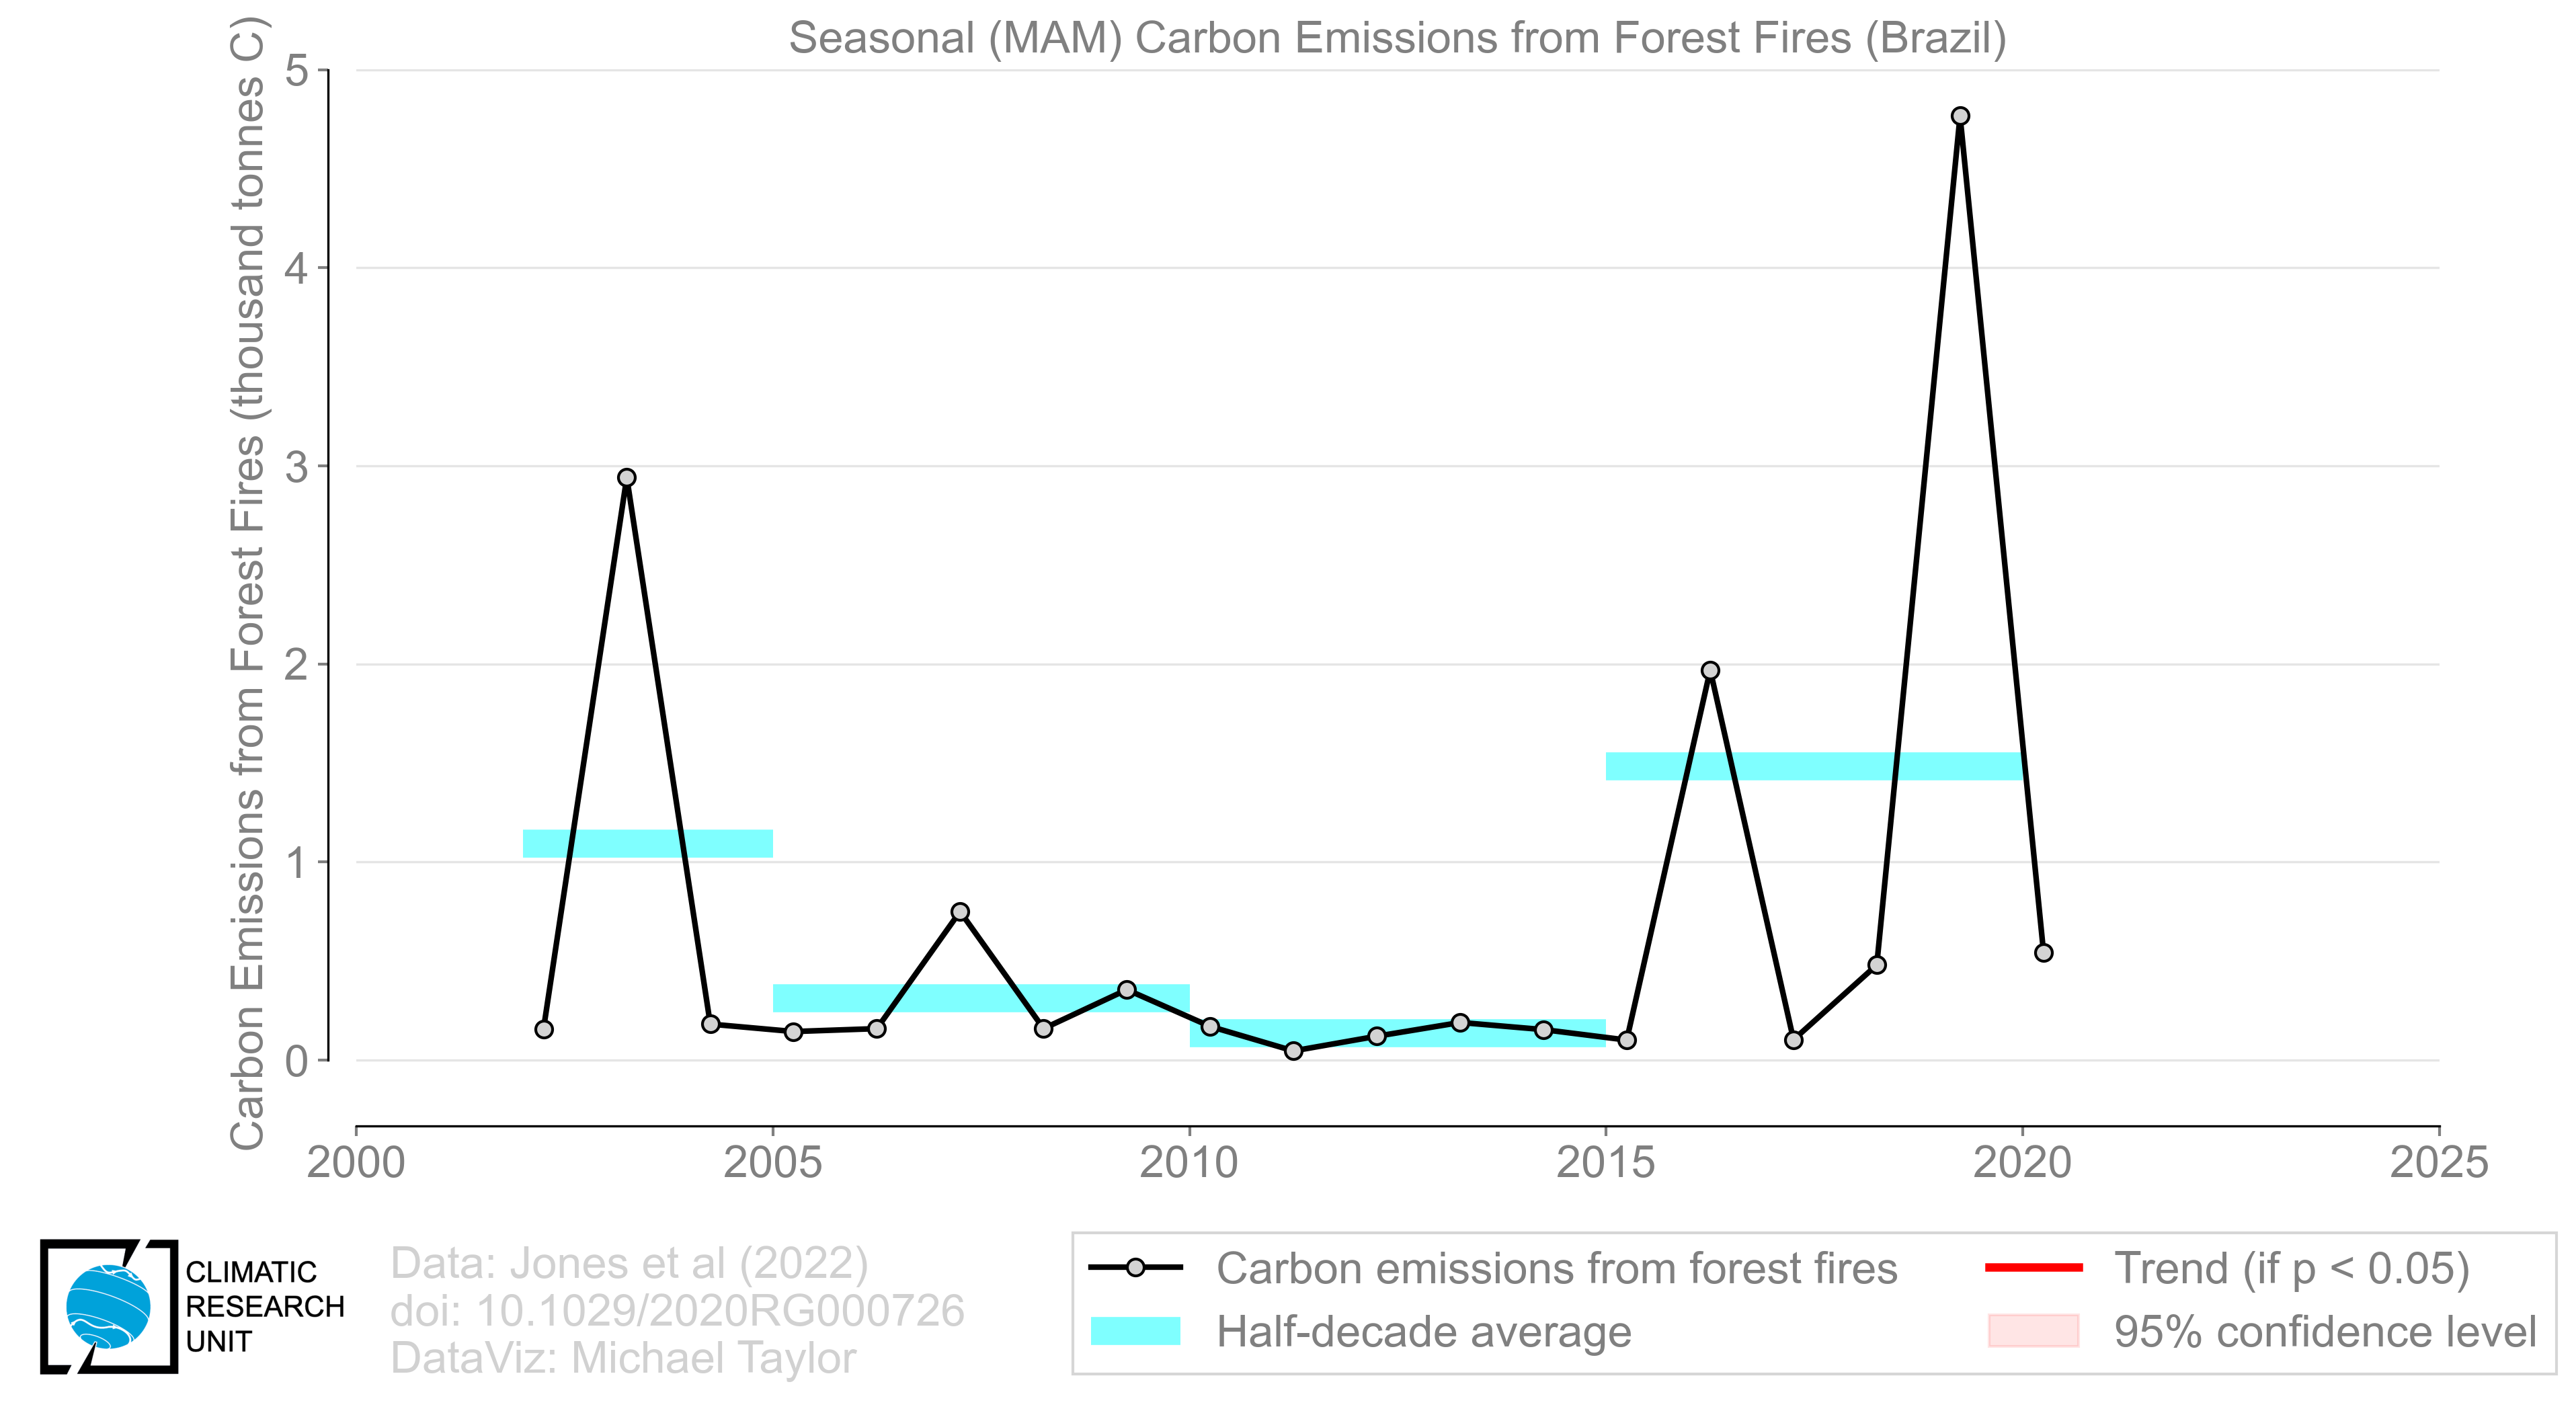 Seasonal (MAM) Carbon Emissions from Forest Fires (Brazil)
Carbon Emissions from Forest Fires (thousand tonnes C)
5
4
3
2
1
0
2000
2005
2010
2015
2020
2025
CLIMATIC
RESEARCH
UNIT
Data: Jones et al (2022)
doi: 10.1029/2020RG000726
DataViz: Michael Taylor
Carbon emissions from forest fires
Half-decade average
Trend (if p < 0.05)
95% confidence level